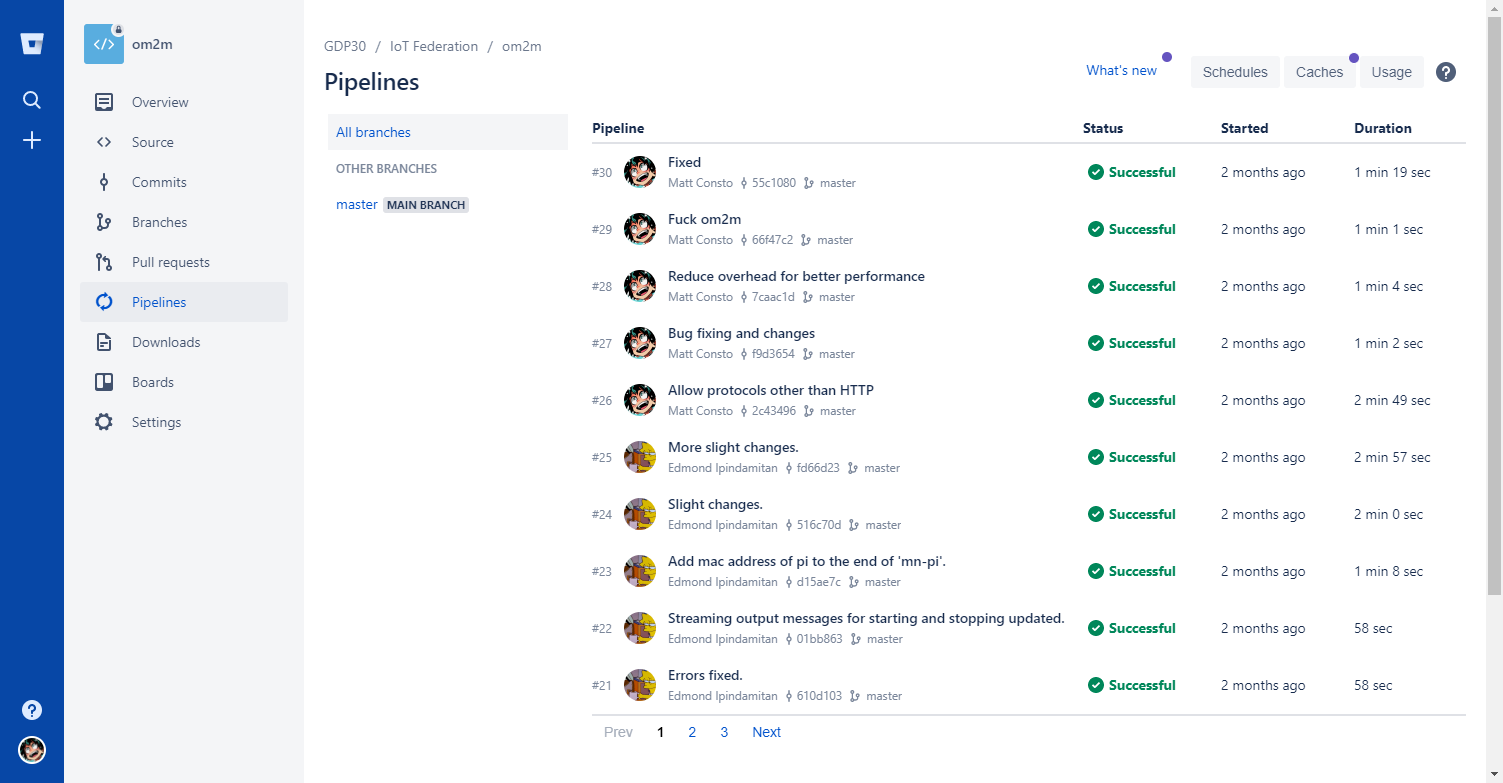 om2m
Overview
Source
Commits
Branches
Pull requests
Pipelines
Downloads
Boards
Settings
GDP30 / IoT Federation / om2m
Pipelines
What's new
Schedules
Caches
Usage
All branches
OTHER BRANCHES
master MAIN BRANCH
Pipeline Status Started Duration
#30 Fixed Successful 2 months ago 1 min 19 sec
Matt Consto 55c1080 master
#29 Fuck om2m Successful 2 months ago 1 min 1 sec
Matt Consto 66f47c2 master
#28 Reduce overhead for better performance Successful 2 months ago 1 min 4 sec
Matt Consto 7caac1d master
#27 Bug fixing and changes Successful 2 months ago 1 min 2 sec
Matt Consto f9d3654 master
#26 Allow protocols other than HTTP Successful 2 months ago 2 min 49 sec
Matt Consto 2c43496 master
#25 More slight changes. Successful 2 months ago 2 min 57 sec
Edmond Ipindamitan fd66d23 master
#24 Slight changes. Successful 2 months ago 2 min 0 sec
Edmond Ipindamitan 516c70d master
#23 Add mac address of pi to the end of 'mn-pi'. Successful 2 months ago 1 min 8 sec
Edmond Ipindamitan d15ae7c master
#22 Streaming output messages for starting and stopping updated. Successful 2 months ago 58 sec
Edmond Ipindamitan 01bb863 master
#21 Errors fixed. Successful 2 months ago 58 sec
Edmond Ipindamitan 610d103 master
Prev 1 2 3 Next